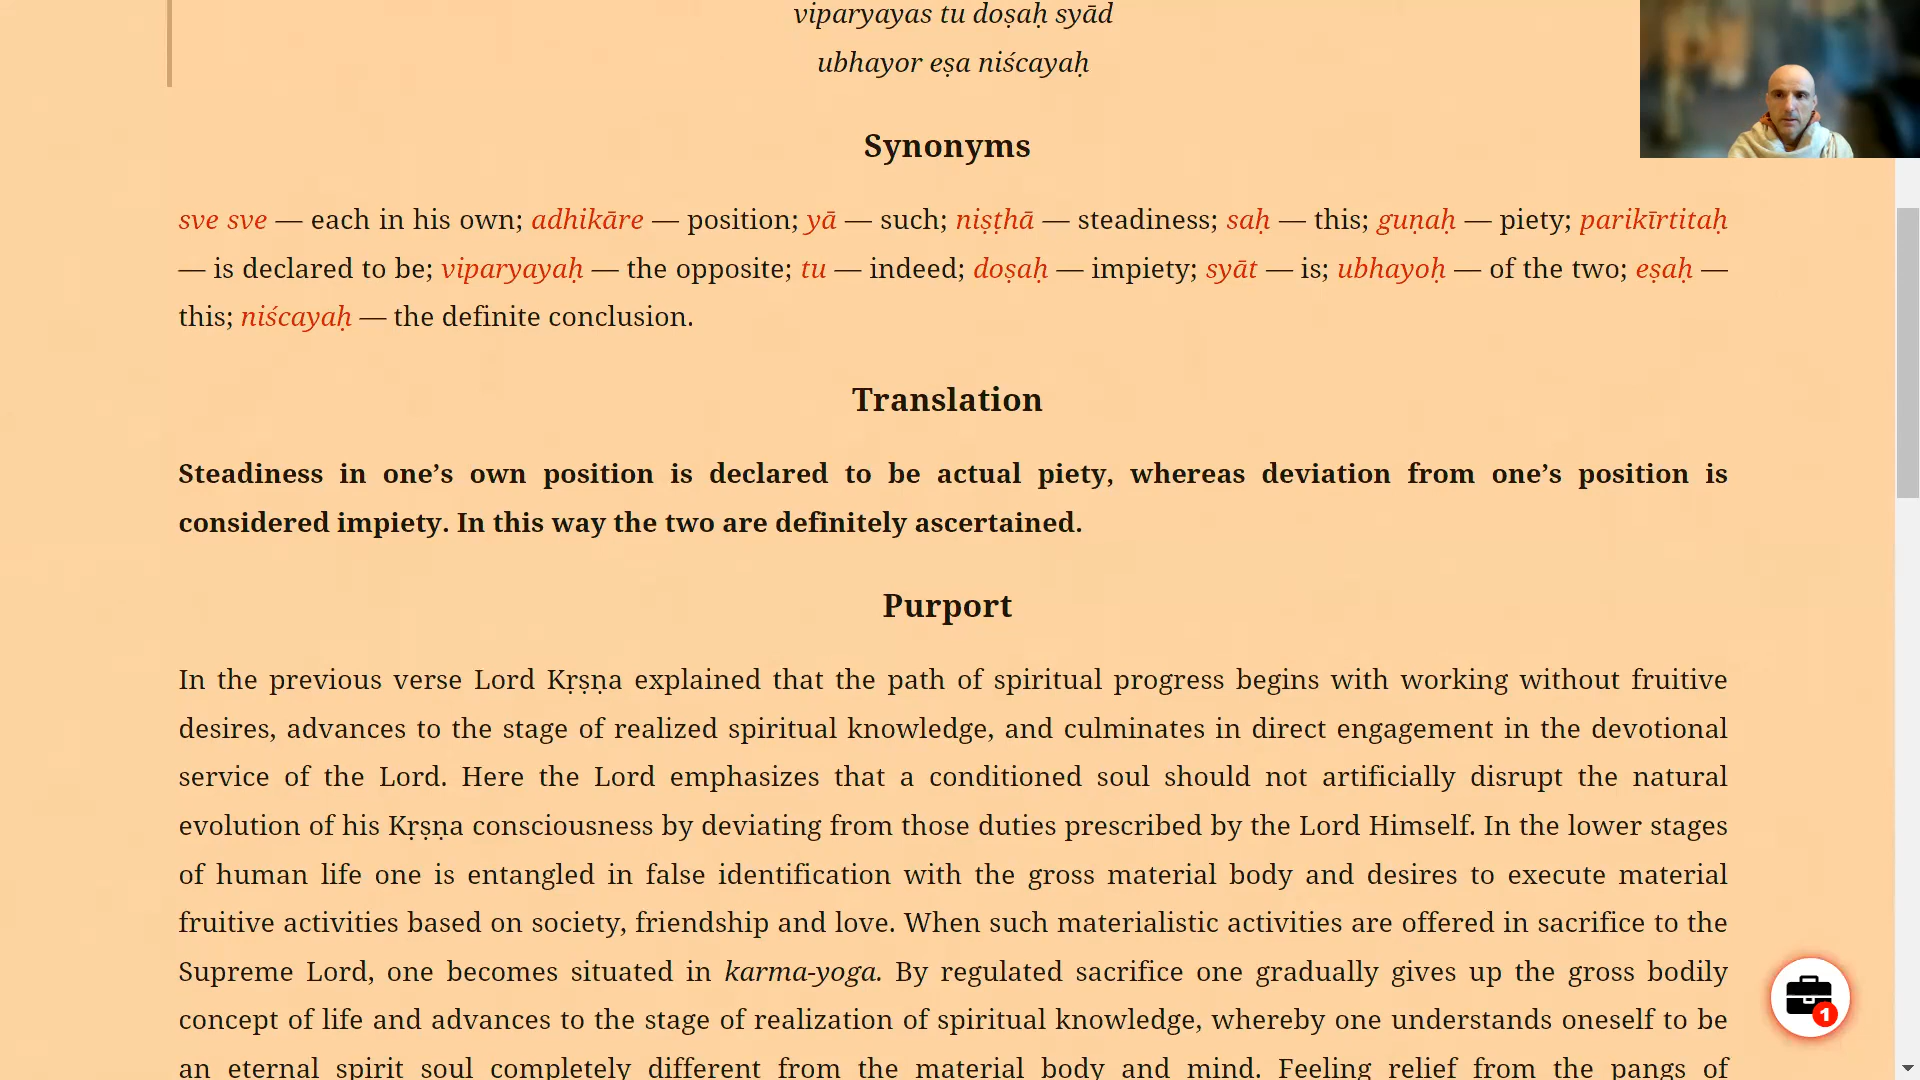 viparyayas tu doṣaḥ syād
ubhayor eṣa niścayaḥ
Synonyms
sve sve — each in his own; adhikāre — position; yā — such; niṣṭhā — steadiness; saḥ — this; guṇaḥ — piety; parikīrtitaḥ
— is declared to be; viparyayaḥ — the opposite; tu — indeed; doṣaḥ — impiety; syāt — is; ubhayoḥ — of the two; eṣaḥ —
this; niścayaḥ — the definite conclusion.
Translation
Steadiness in one’s own position is declared to be actual piety, whereas deviation from one’s position is
considered impiety. In this way the two are definitely ascertained.
Purport
In the previous verse Lord Kṛṣṇa explained that the path of spiritual progress begins with working without fruitive
desires, advances to the stage of realized spiritual knowledge, and culminates in direct engagement in the devotional
service of the Lord. Here the Lord emphasizes that a conditioned soul should not artificially disrupt the natural
evolution of his Kṛṣṇa consciousness by deviating from those duties prescribed by the Lord Himself. In the lower stages
of human life one is entangled in false identification with the gross material body and desires to execute material
fruitive activities based on society, friendship and love. When such materialistic activities are offered in sacrifice to the
Supreme Lord, one becomes situated in karma-yoga. By regulated sacrifice one gradually gives up the gross bodily
concept of life and advances to the stage of realization of spiritual knowledge, whereby one understands oneself to be
an eternal spirit soul completely different from the material body and mind. Feeling relief from the pangs of
1